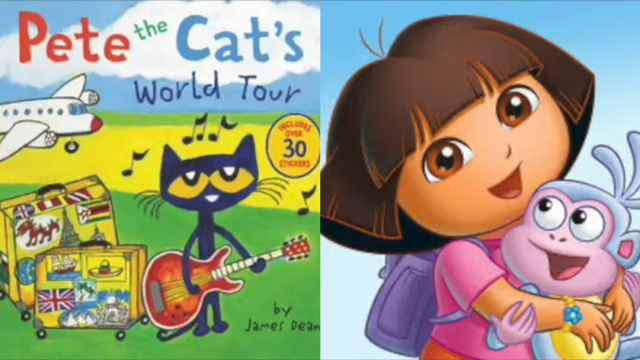 Pete the Cat's
World Tour
INCLUDES
OVER
30
STICKERS
by
James Dean